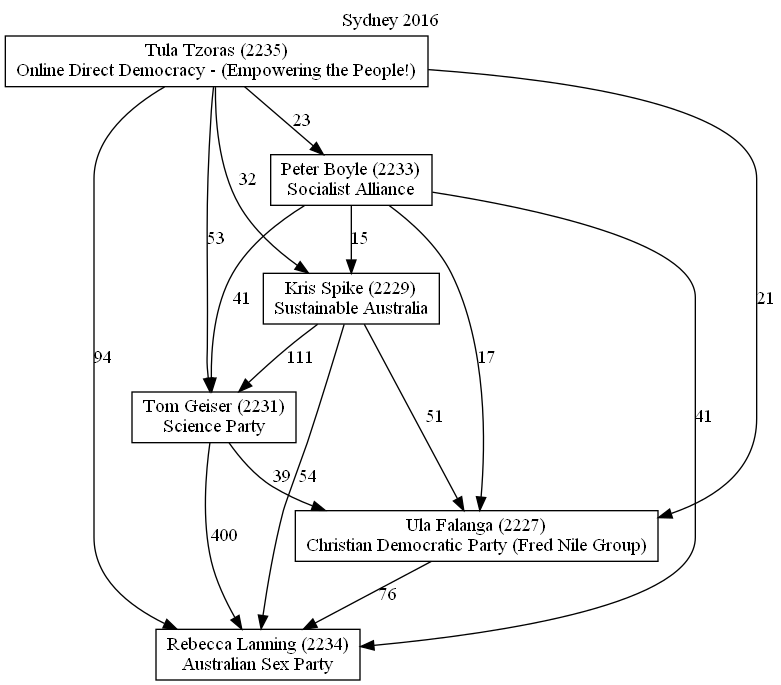 Sydney 2016
Tula Tzoras (2235)
Online Direct Democracy - (Empowering the People!)
23
Peter Boyle (2233)
Socialist Alliance
32
53
15
41
Kris Spike (2229)
Sustainable Australia
21
94
111
17
41
Tom Geiser (2231)
Science Party
51
39
54
Ula Falanga (2227)
Christian Democratic Party (Fred Nile Group)
400
76
Rebecca Lanning (2234)
Australian Sex Party